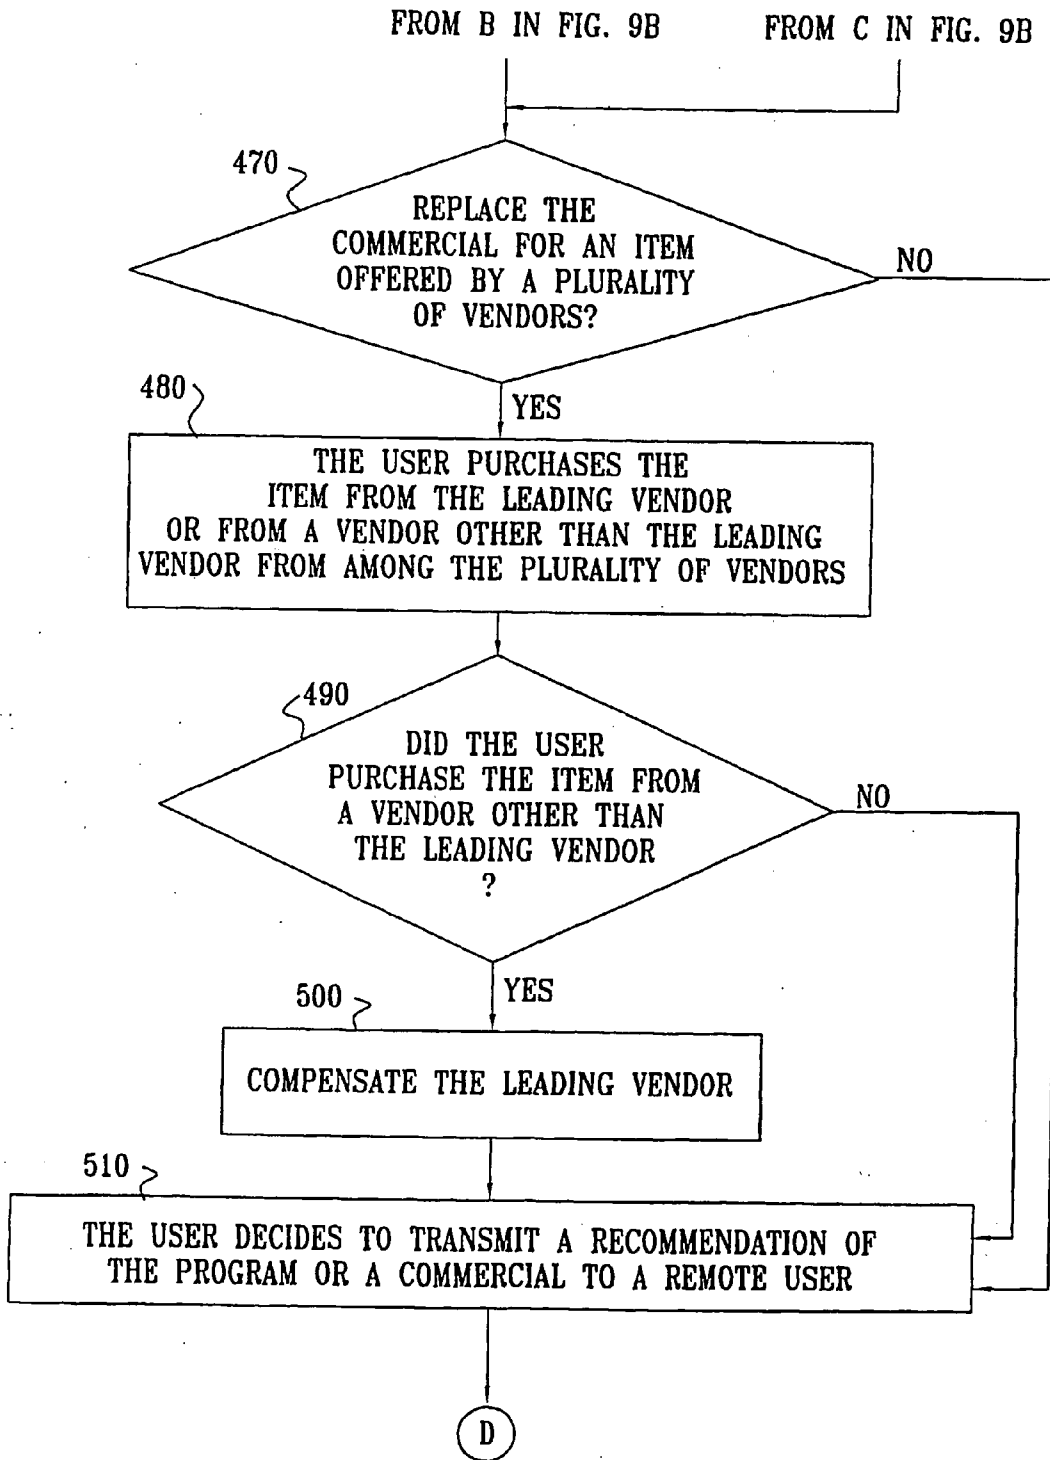 FROM B IN FIG. 9B
FROM C IN FIG. 9B
470
REPLACE THE
COMMERCIAL FOR AN ITEM
OFFERED BY A PLURALITY
OF VENDORS?
NO
YES
480
THE USER PURCHASES THE
ITEM FROM THE LEADING VENDOR
OR FROM A VENDOR OTHER THAN THE LEADING
VENDOR FROM AMONG THE PLURALITY OF VENDORS
490
DID THE USER
PURCHASE THE ITEM FROM
A VENDOR OTHER THAN
THE LEADING VENDOR
?
NO
YES
500
COMPENSATE THE LEADING VENDOR
510
THE USER DECIDES TO TRANSMIT A RECOMMENDATION OF
THE PROGRAM OR A COMMERCIAL TO A REMOTE USER
D